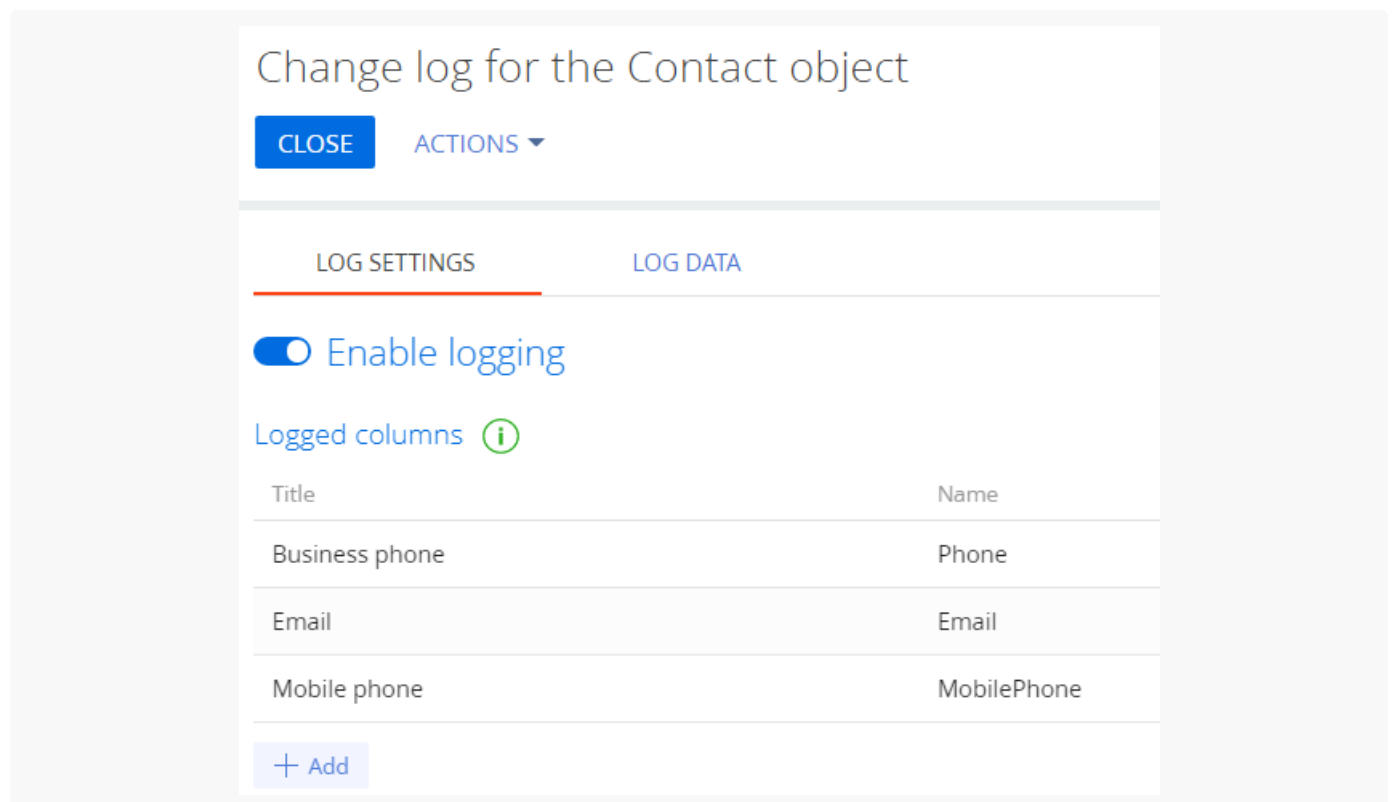 Change log for the Contact object
CLOSE ACTIONS
LOG SETTINGS LOG DATA
Enable logging
Logged columns i
Title Name
Business phone Phone
Email Email
Mobile phone MobilePhone
+ Add